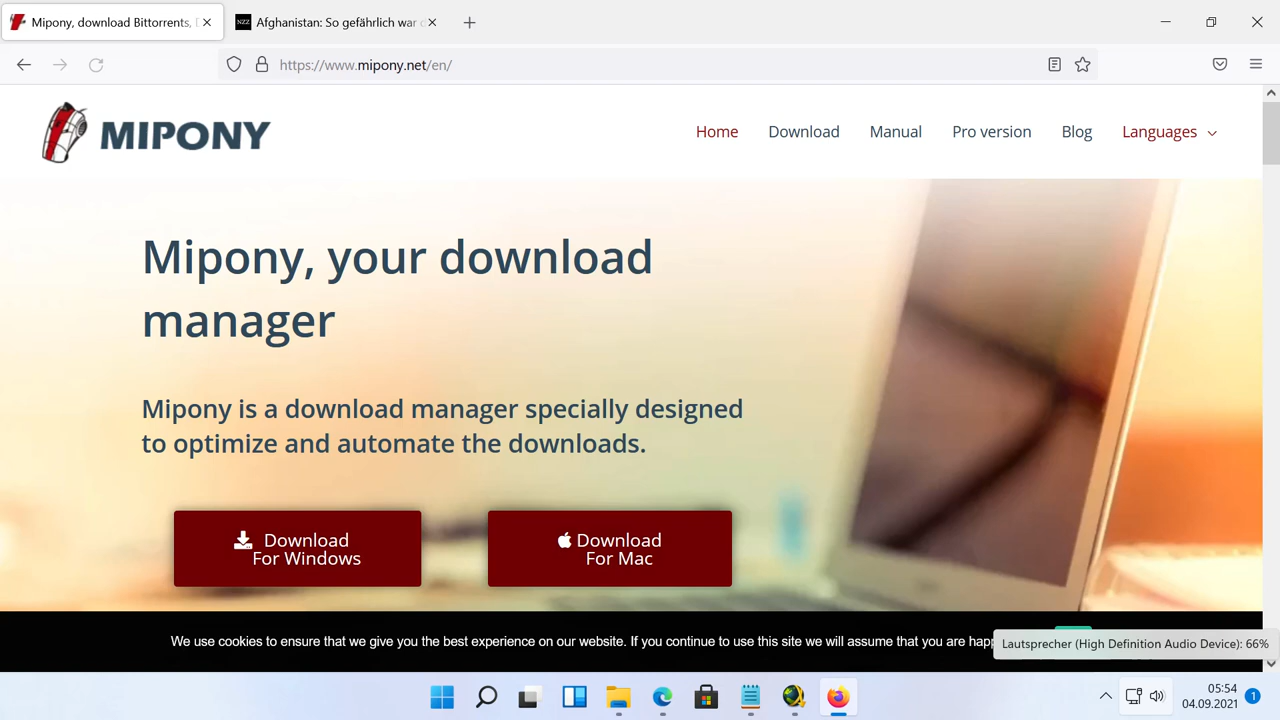 Mipony, download Bittorrents,
NZZ Afghanistan: So gefährlich war
https://www.mipony.net/en/
MIPONY
Home Download Manual Pro version Blog Languages
Mipony, your download
manager
Mipony is a download manager specially designed
to optimize and automate the downloads.
Download
For Windows
Download
For Mac
We use cookies to ensure that we give you the best experience on our website. If you continue to use this site we will assume that you are
Lautsprecher (High Definition Audio Device): 66%
05:54
04.09.2021
1